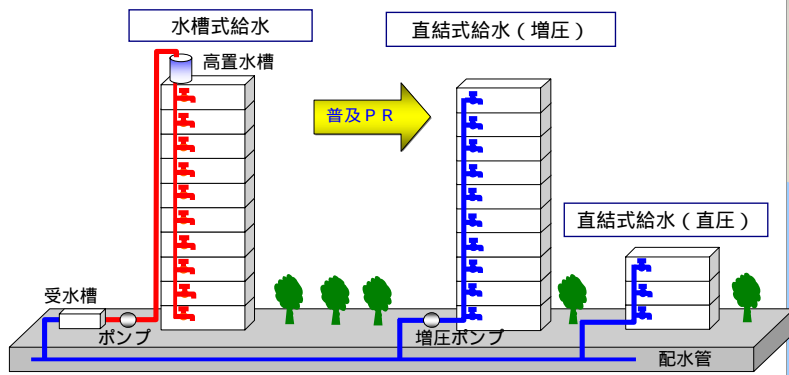 水槽式給水
直結式給水(増圧)
高置水槽
普及PR
直結式給水(直圧)
受水槽
ポンプ
増圧ポンプ
配水管